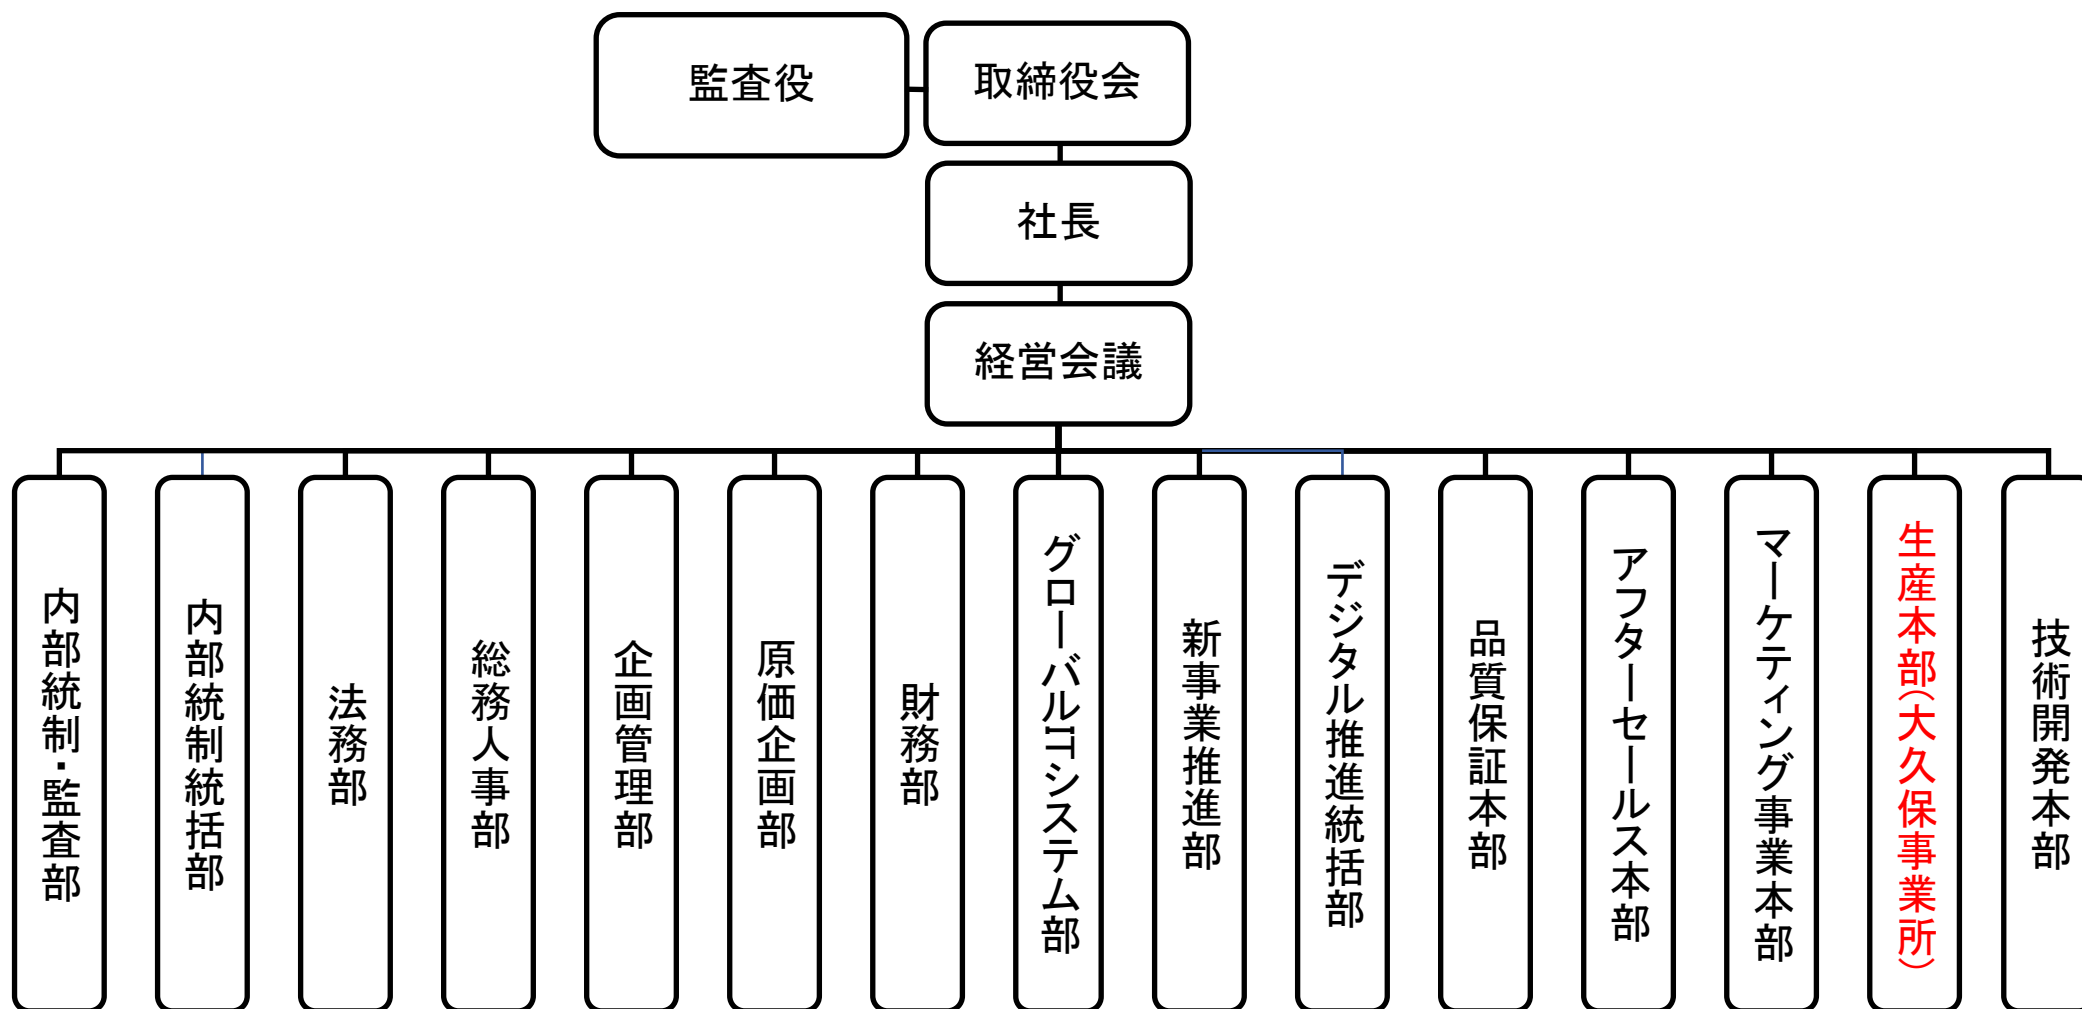 監査役
取締役会
社長
経営会議
内部統制・監査部
内部統制統括部
法務部
総務人事部
企画管理部
原価企画部
財務部
グローバルITシステム部
新事業推進部
デジタル推進統括部
品質保証本部
アフターセールス本部
マーケティング事業本部
生産本部(大久保事業所)
技術開発本部